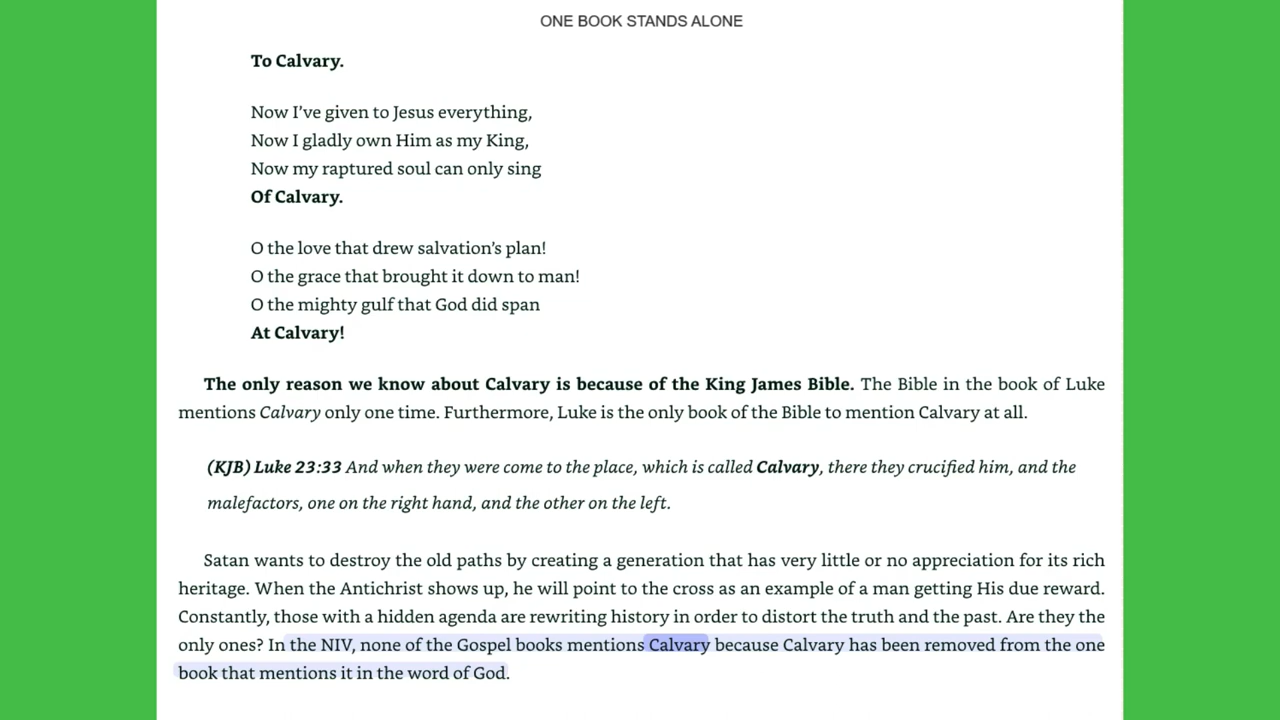 ONE BOOK STANDS ALONE
To Calvary.
Now I've given to Jesus everything,
Now I gladly own Him as my King,
Now my raptured soul can only sing
Of Calvary.
O the love that drew salvation's plan!
O the grace that brought it down to man!
O the mighty gulf that God did span
At Calvary!
The only reason we know about Calvary is because of the King James Bible. The Bible in the book of Luke
mentions Calvary only one time. Furthermore, Luke is the only book of the Bible to mention Calvary at all.
(KJB) Luke 23:33 And when they were come to the place, which is called Calvary, there they crucified him, and the
malefactors, one on the right hand, and the other on the left.
Satan wants to destroy the old paths by creating a generation that has very little or no appreciation for its rich
heritage. When the Antichrist shows up, he will point to the cross as an example of a man getting His due reward.
Constantly, those with a hidden agenda are rewriting history in order to distort the truth and the past. Are they the
only ones? In the NIV, none of the Gospel books mentions Calvary because Calvary has been removed from the one
book that mentions it in the word of God.